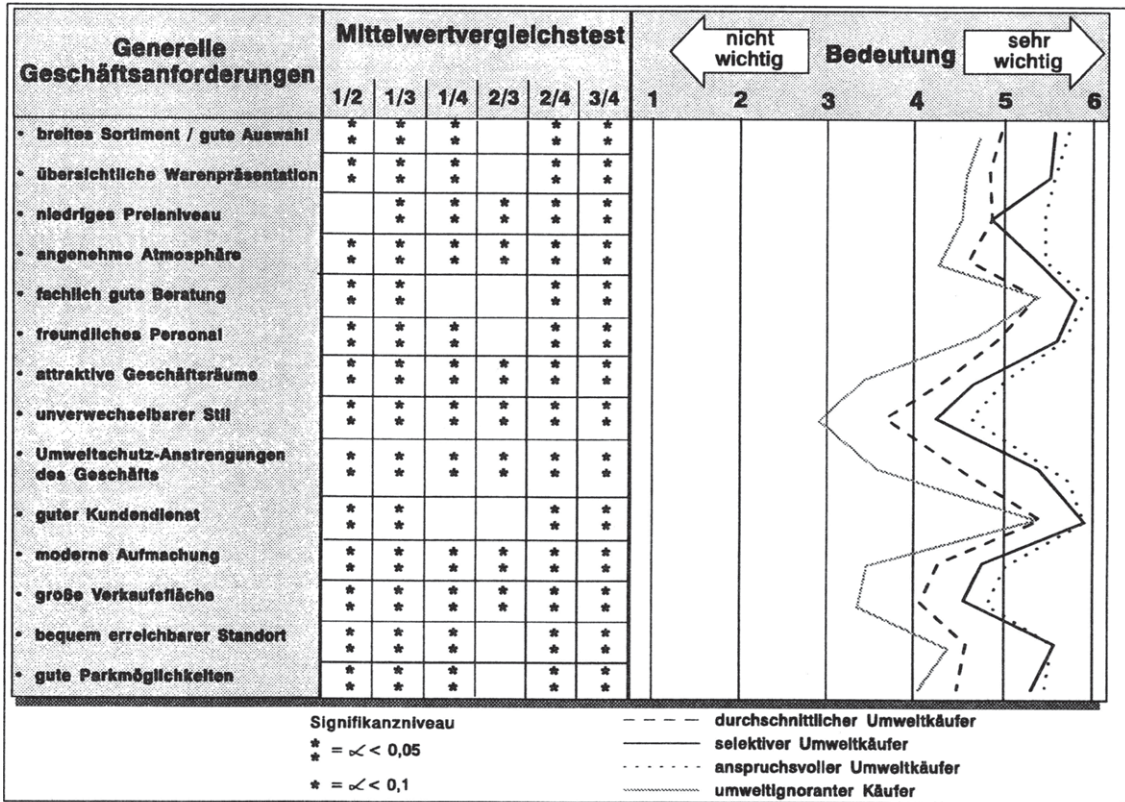 Generelle
Geschäftsanforderungen
Mittelwertvergleichstest
1/2 1/3 1/4 2/3 2/4 3/4
nicht
wichtig
Bedeutung
sehr
wichtig
1 2 3 4 5 6
• breites Sortiment / gute Auswahl
* * * * *
* * * * *
• übersichtliche Warenpräsentation
* * * * *
* * * * *
• niedriges Preisniveau
* * * * *
* * * * *
• angenehme Atmosphäre
* * * * * *
* * * * * *
• fachlich gute Beratung
* * * *
* * * *
• freundliches Personal
* * * * *
* * * * *
• attraktive Geschäftsräume
* * * * * *
* * * * * *
• unverwechselbarer Stil
* * * * * *
* * * * * *
• Umweltschutz-Anstrengungen
des Geschäfts
* * * * * *
* * * * * *
• guter Kundendienst
* * * *
* * * *
• moderne Aufmachung
* * * * * *
* * * * * *
• große Verkaufsfläche
* * * * * *
* * * * * *
• bequem erreichbarer Standort
* * * * *
* * * * *
• gute Parkmöglichkeiten
* * * * *
* * * * *
Signifikanzniveau
*
* = ∝ < 0,05
* = ∝ < 0,1
durchschnittlicher Umweltkäufer
selektiver Umweltkäufer
anspruchsvoller Umweltkäufer
umweltignoranter Käufer